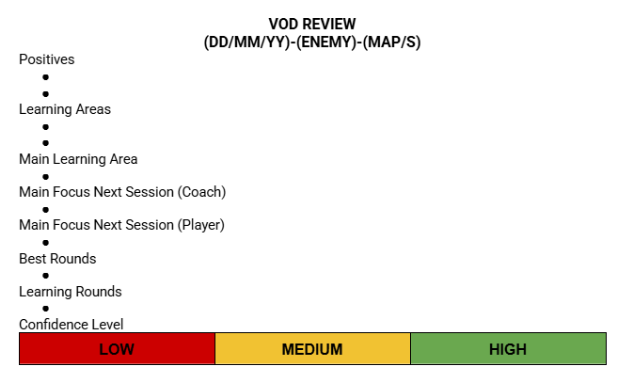 VOD REVIEW
(DD/MM/YY)-(ENEMY)-(MAP/S)
Positives
Learning Areas
Main Learning Area
Main Focus Next Session (Coach)
Main Focus Next Session (Player)
Best Rounds
Learning Rounds
Confidence Level
LOW MEDIUM HIGH